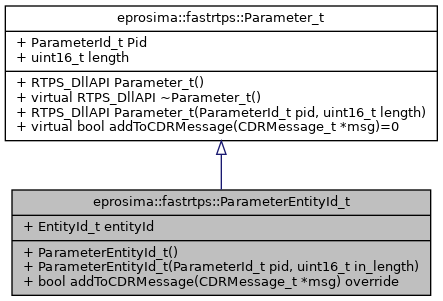 eprosima::fastrtps::Parameter_t
+ ParameterId_t Pid
+ uint16_t length
+ RTPS_DllAPI Parameter_t()
+ virtual RTPS_DllAPI ~Parameter_t()
+ RTPS_DllAPI Parameter_t(ParameterId_t pid, uint16_t length)
+ virtual bool addToCDRMessage(CDRMessage_t *msg)=0
eprosima::fastrtps::ParameterEntityId_t
+ EntityId_t entityId
+ ParameterEntityId_t()
+ ParameterEntityId_t(ParameterId_t pid, uint16_t in_length)
+ bool addToCDRMessage(CDRMessage_t *msg) override